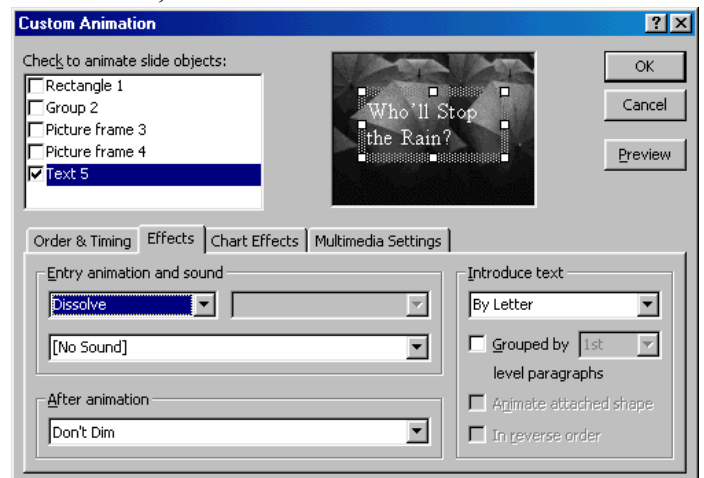 Custom Animation
Check to animate slide objects:
Rectangle 1
Group 2
Picture frame 3
Picture frame 4
Text 5
Who'll Stop
the Rain?
OK
Cancel
Preview
Order & Timing Effects Chart Effects Multimedia Settings
Entry animation and sound
Dissolve
[No Sound]
After animation
Don't Dim
Introduce text
By Letter
Grouped by 1st
level paragraphs
Animate attached shape
In reverse order